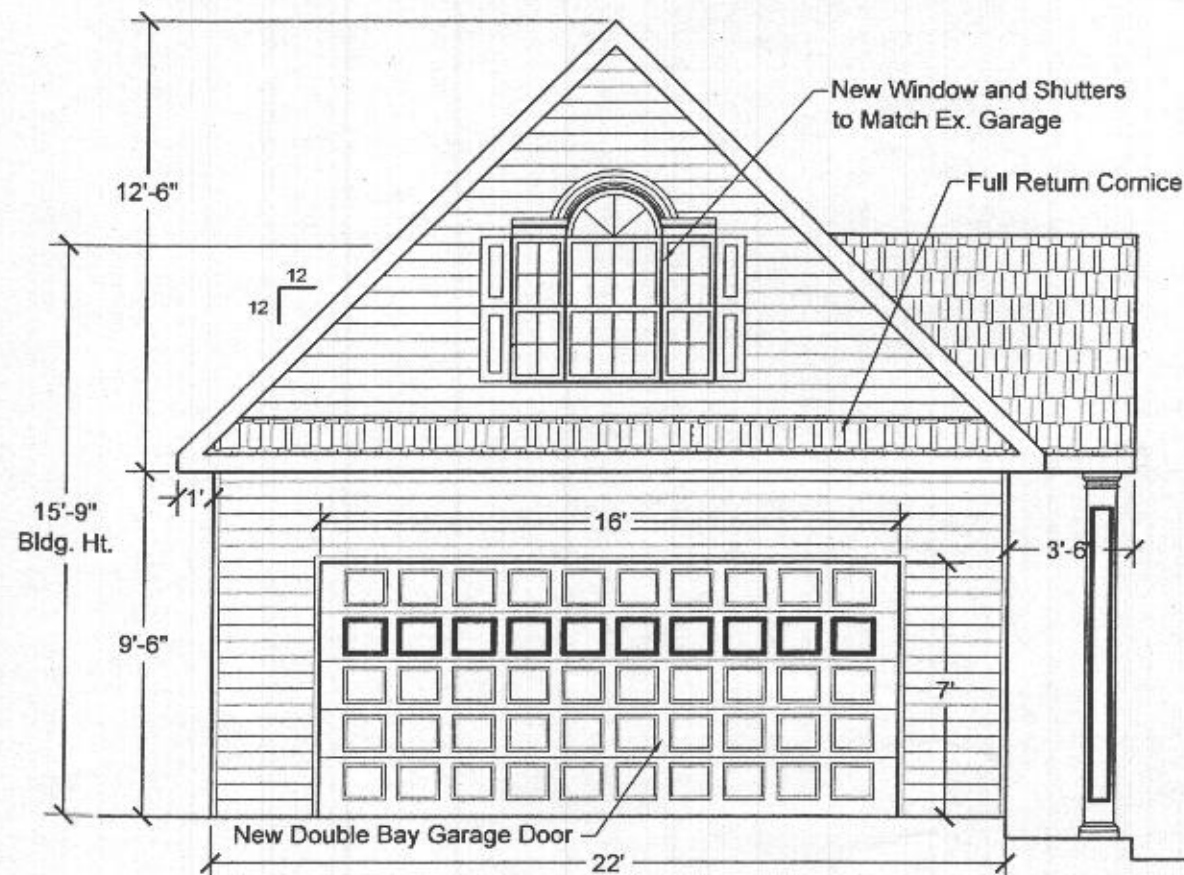 12'-6"
New Window and Shutters
to Match Ex. Garage
Full Return Cornice
12
12
1'
15'-9"
Bldg. Ht.
16'
3'-6"
9'-6"
7'
New Double Bay Garage Door
22'